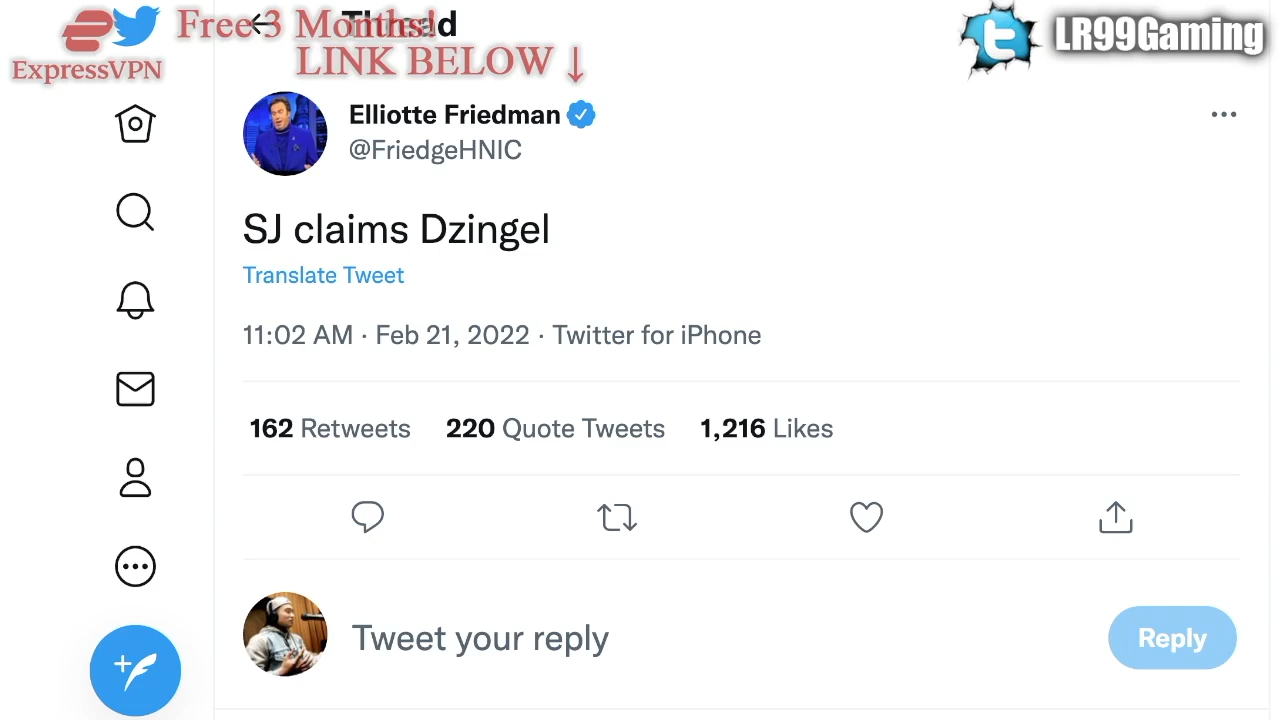 Free 3 Months!
Thread
LINK BELOW ↓
ExpressVPN
LR99Gaming
Elliotte Friedman
@FriedgeHNIC
SJ claims Dzingel
Translate Tweet
11:02 AM · Feb 21, 2022 · Twitter for iPhone
162 Retweets 220 Quote Tweets 1,216 Likes
Tweet your reply
Reply